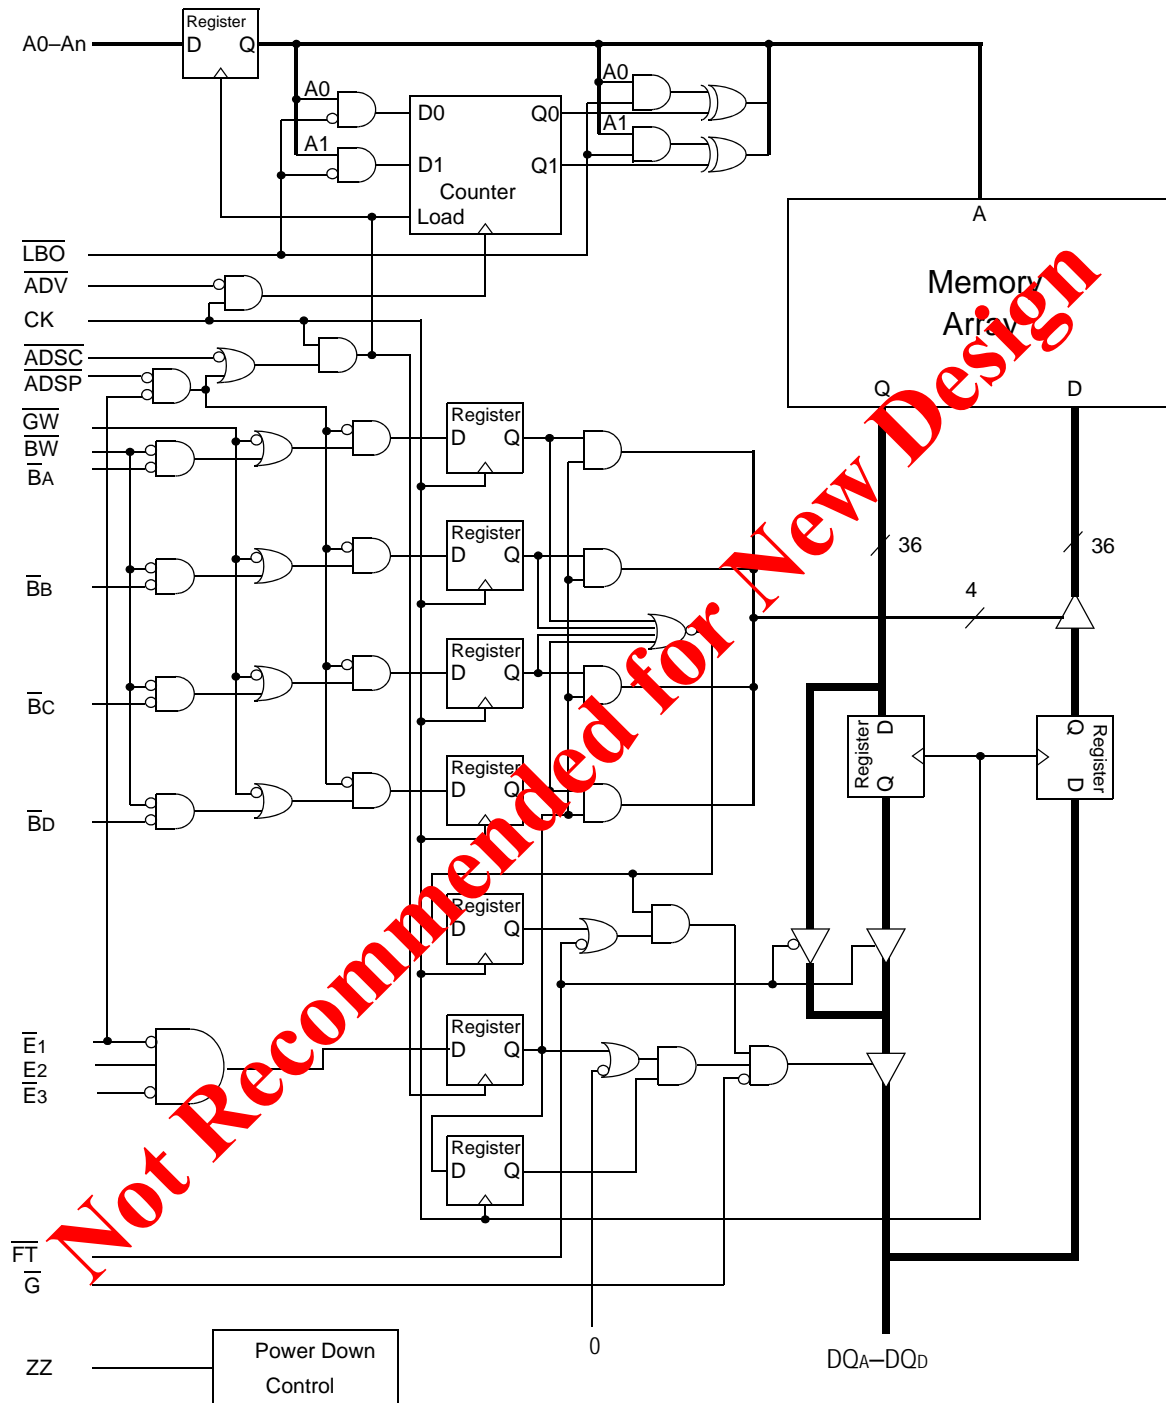 Register
A0–An
D Q
A0
A1
D0
D1
Q0
Q1
Counter
Load
A0
A1
A
Memory
Array
Q D
LBO
ADV
CK
ADSC
ADSP
GW
BW
BA
Register
D Q
BB
Register
D Q
BC
Register
D Q
BD
Register
D Q
36
36
4
Register
D
Q
Register
Q
D
Register
D Q
E1
E2
E3
Register
D Q
Register
D Q
FT
G
ZZ
Power Down
Control
0
DQA–DQD
Not Recommended for New Design